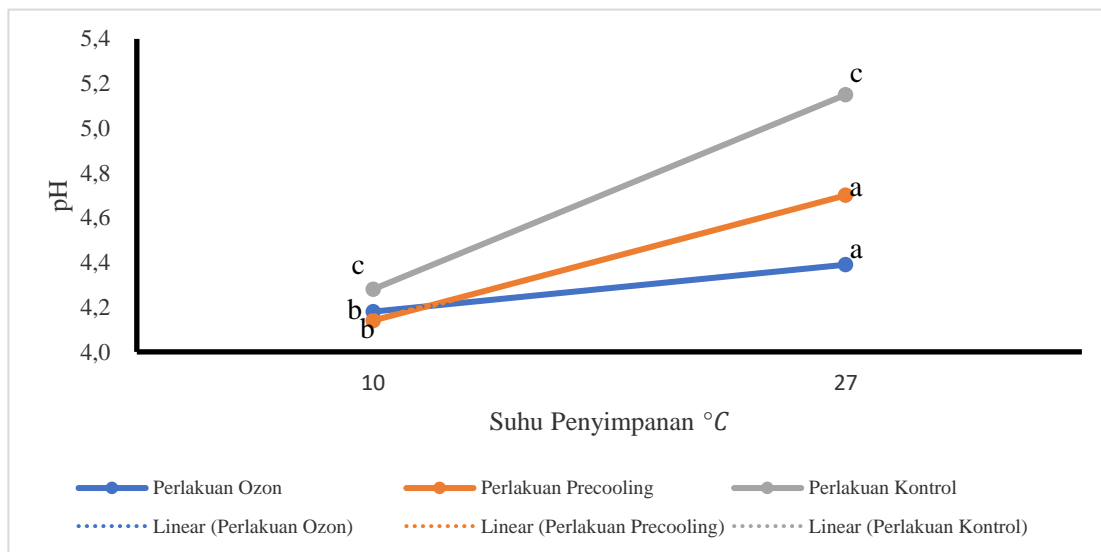 5,4
5,2
5,0
4,8
4,6
4,4
4,2
4,0
pH
c
b
b
c
a
a
10 27
Suhu Penyimpanan °C
Perlakuan Ozon Perlakuan Precooling Perlakuan Kontrol
Linear (Perlakuan Ozon) Linear (Perlakuan Precooling) Linear (Perlakuan Kontrol)